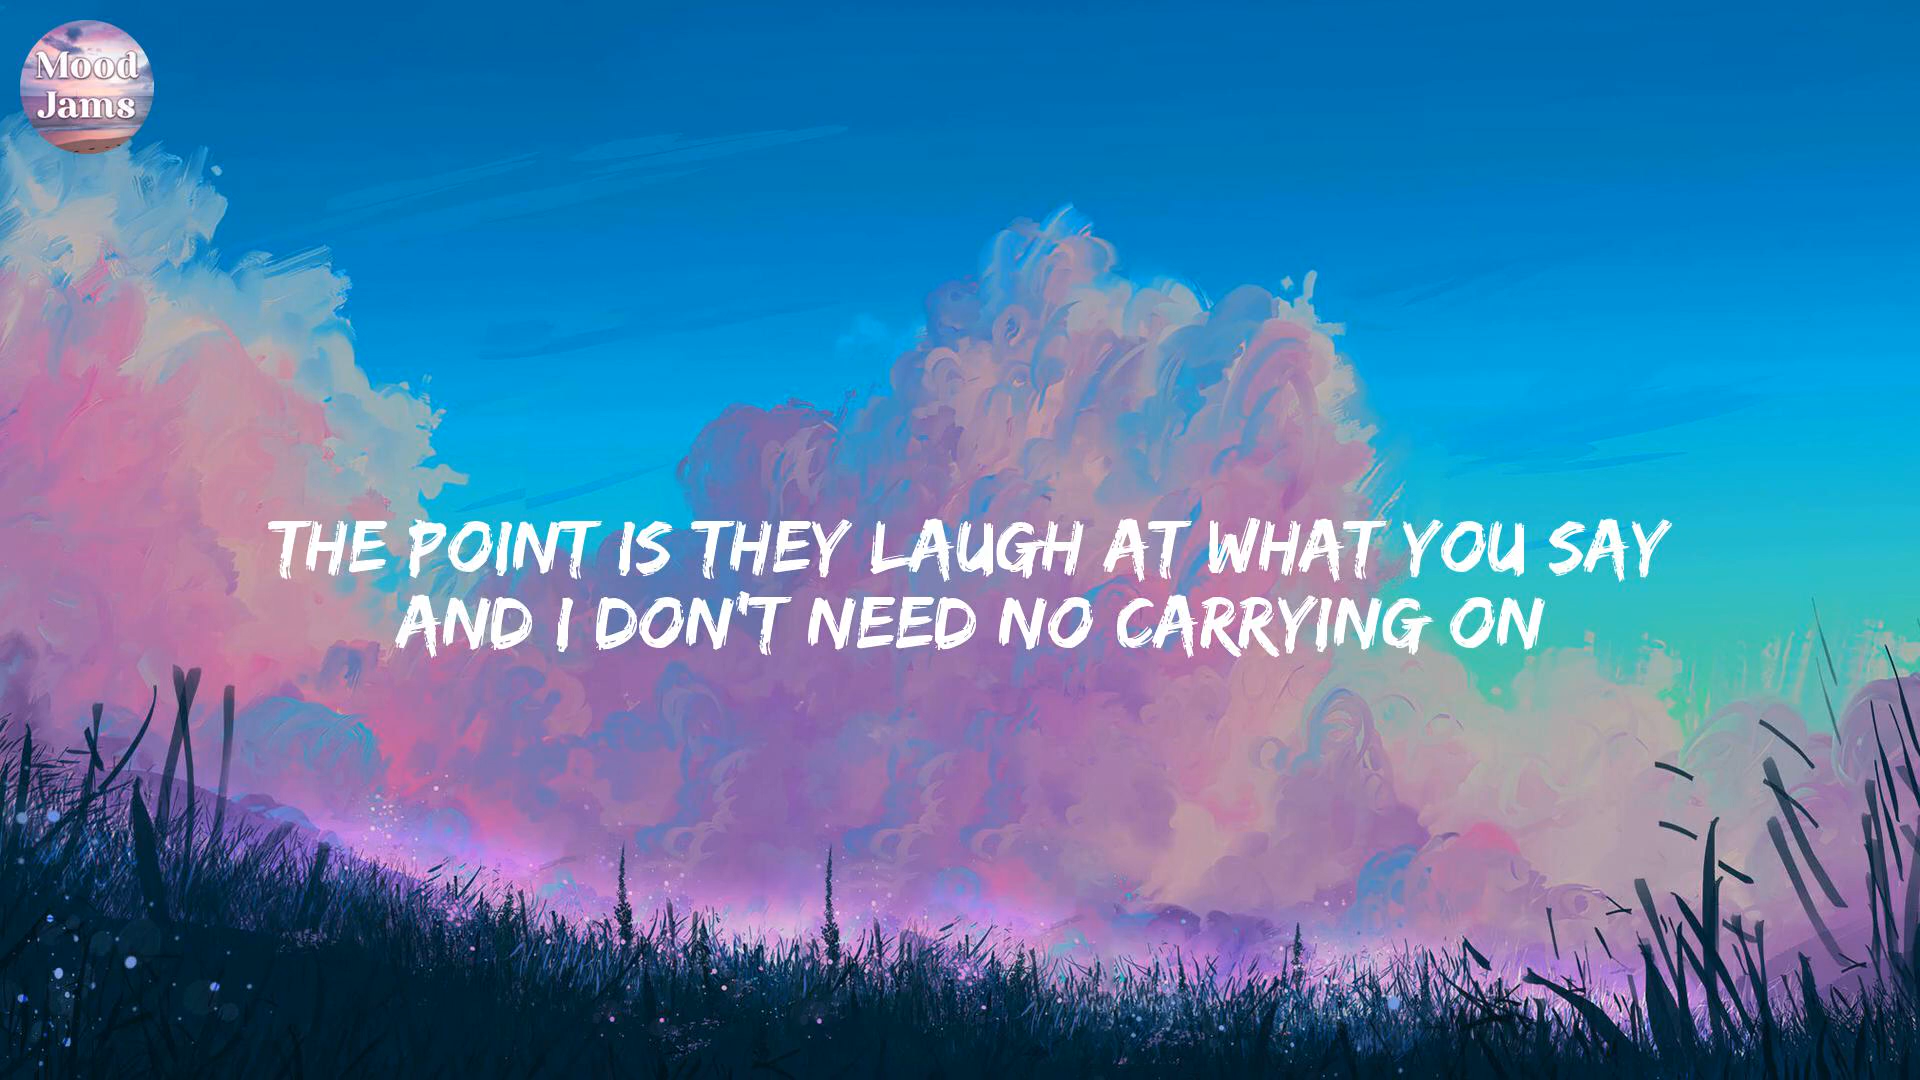 Mood
Jams
THE POINT IS THEY LAUGH AT WHAT YOU SAY
AND I DON'T NEED NO CARRYING ON